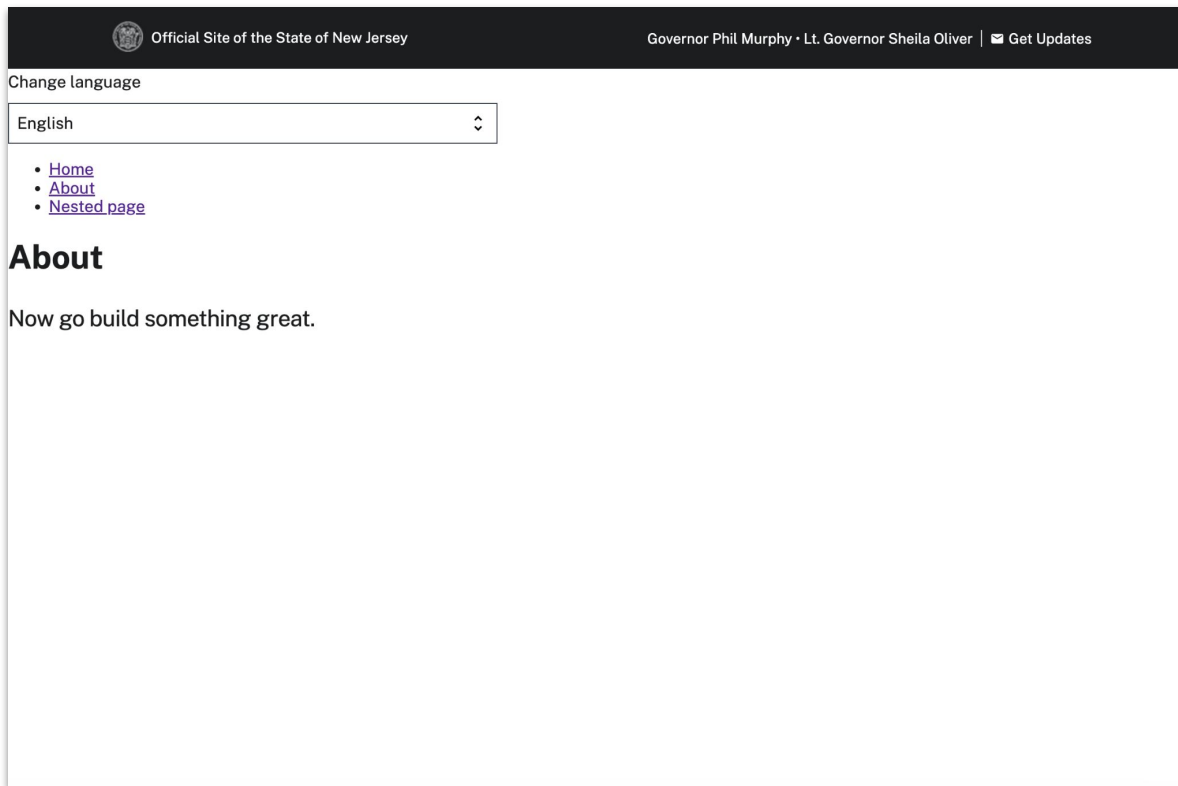 Official Site of the State of New Jersey
Governor Phil Murphy • Lt. Governor Sheila Oliver | Get Updates
Change language
English
• Home
• About
• Nested page
About
Now go build something great.